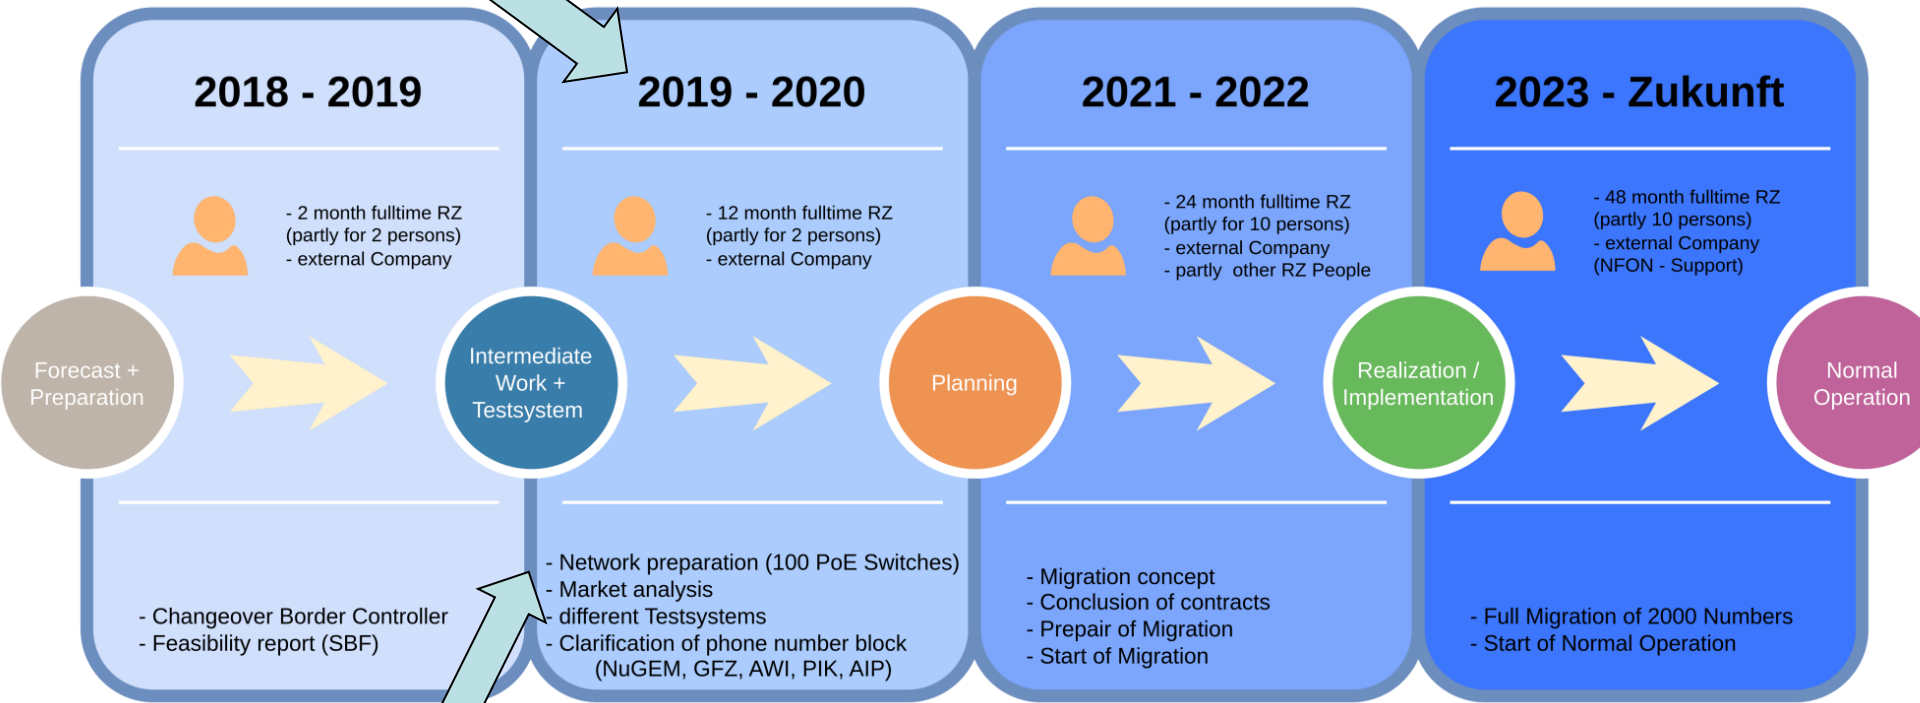 2018 - 2019
- 2 month fulltime RZ
(partly for 2 persons)
- external Company
Forecast +
Preparation
- Changeover Border Controller
- Feasibility report (SBF)
2019 - 2020
- 12 month fulltime RZ
(partly for 2 persons)
- external Company
Intermediate
Work +
Testsystem
- Network preparation (100 PoE Switches)
- Market analysis
- different Testsystems
- Clarification of phone number block
(NuGEM, GFZ, AWI, PIK, AIP)
2021 - 2022
- 24 month fulltime RZ
(partly for 10 persons)
- external Company
- partly  other RZ People
Planning
- Migration concept
- Conclusion of contracts
- Prepair of Migration
- Start of Migration
2023 - Zukunft
- 48 month fulltime RZ
(partly 10 persons)
- external Company
(NFON - Support)
Realization /
Implementation
- Full Migration of 2000 Numbers
- Start of Normal Operation
Normal
Operation